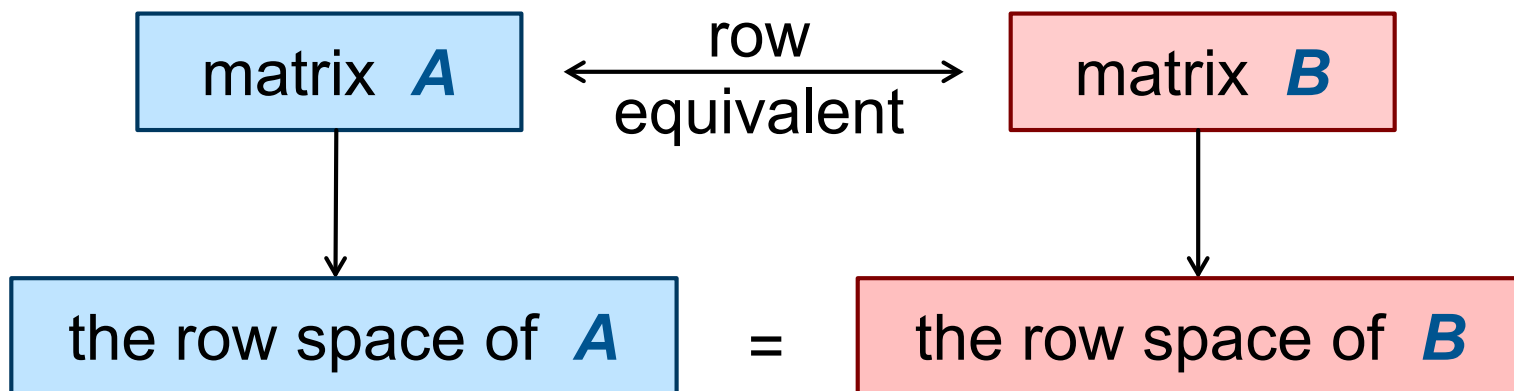 matrix A
row
equivalent
matrix B
the row space of A
=
the row space of B